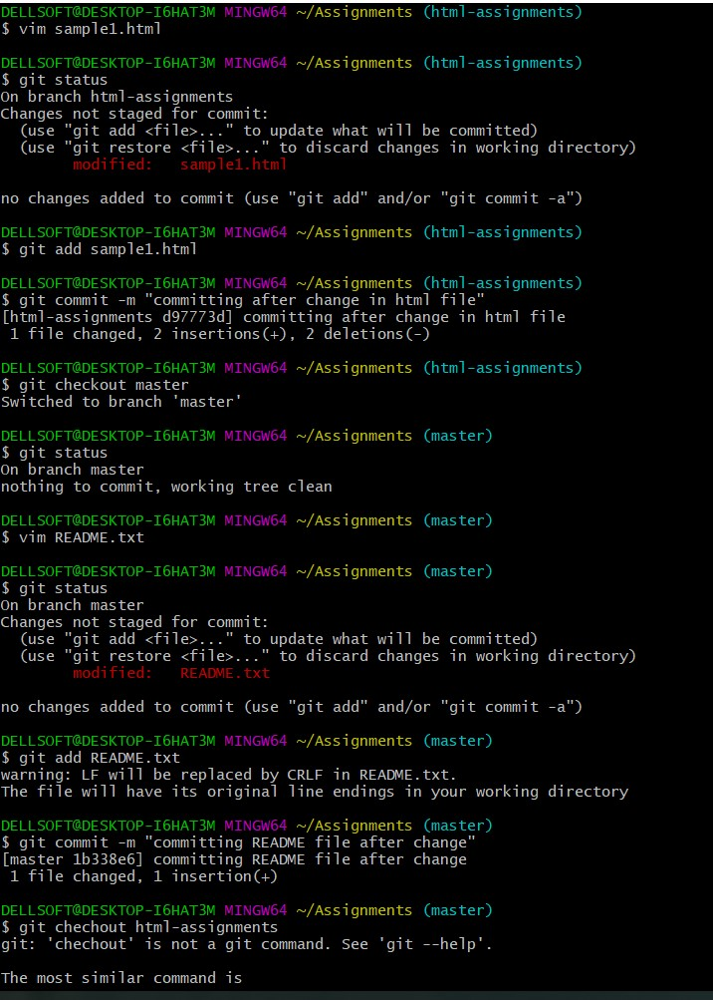 DELLSOFT@DESKTOP-I6HAT3M MINGW64 ~/Assignments (html-assignments)
$ vim sample1.html

DELLSOFT@DESKTOP-I6HAT3M MINGW64 ~/Assignments (html-assignments)
$ git status
On branch html-assignments
Changes not staged for commit:
  (use "git add <file>..." to update what will be committed)
  (use "git restore <file>..." to discard changes in working directory)
        modified:   sample1.html

no changes added to commit (use "git add" and/or "git commit -a")

DELLSOFT@DESKTOP-I6HAT3M MINGW64 ~/Assignments (html-assignments)
$ git add sample1.html

DELLSOFT@DESKTOP-I6HAT3M MINGW64 ~/Assignments (html-assignments)
$ git commit -m "committing after change in html file"
[html-assignments d97773d] committing after change in html file
 1 file changed, 2 insertions(+), 2 deletions(-)

DELLSOFT@DESKTOP-I6HAT3M MINGW64 ~/Assignments (html-assignments)
$ git checkout master
Switched to branch 'master'

DELLSOFT@DESKTOP-I6HAT3M MINGW64 ~/Assignments (master)
$ git status
On branch master
nothing to commit, working tree clean

DELLSOFT@DESKTOP-I6HAT3M MINGW64 ~/Assignments (master)
$ vim README.txt

DELLSOFT@DESKTOP-I6HAT3M MINGW64 ~/Assignments (master)
$ git status
On branch master
Changes not staged for commit:
  (use "git add <file>..." to update what will be committed)
  (use "git restore <file>..." to discard changes in working directory)
        modified:   README.txt

no changes added to commit (use "git add" and/or "git commit -a")

DELLSOFT@DESKTOP-I6HAT3M MINGW64 ~/Assignments (master)
$ git add README.txt
warning: LF will be replaced by CRLF in README.txt.
The file will have its original line endings in your working directory

DELLSOFT@DESKTOP-I6HAT3M MINGW64 ~/Assignments (master)
$ git commit -m "committing README file after change"
[master 1b338e6] committing README file after change
 1 file changed, 1 insertion(+)

DELLSOFT@DESKTOP-I6HAT3M MINGW64 ~/Assignments (master)
$ git chechout html-assignments
git: 'chechout' is not a git command. See 'git --help'.

The most similar command is